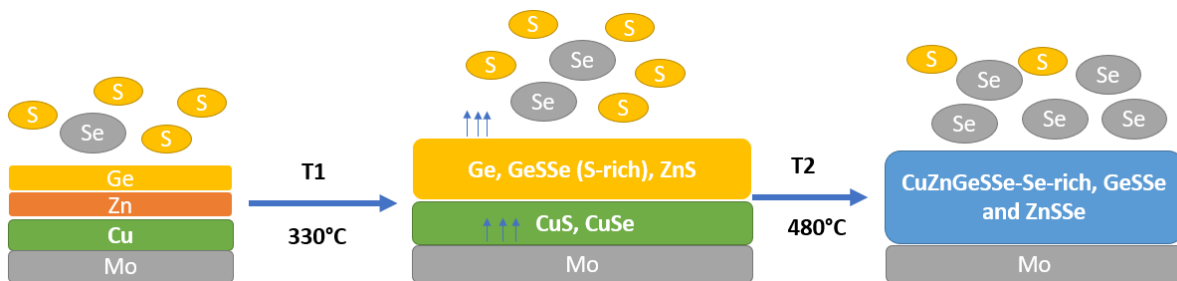 S
S
S
Se
S
Ge
Zn
Cu
Mo
T1
330°C
S
S
S
Se
S
Se
S
Ge, GeSSe (S-rich), ZnS
CuS, CuSe
Mo
T2
480°C
S
S
Se
Se
Se
Se
Se
CuZnGeSSe-Se-rich, GeSSe
and ZnSSe
Mo